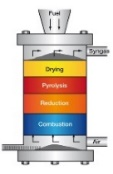 Fuel
Syngas
Drying
Pyrolysis
Reduction
Combustion
Air